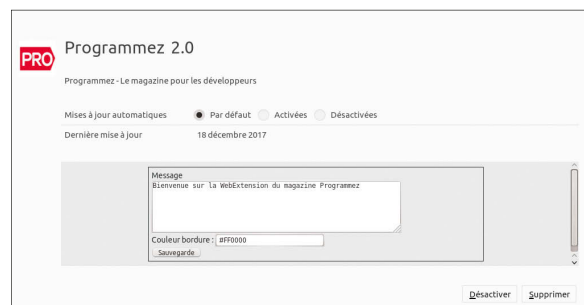 PRO
Programmez 2.0
Programmez - Le magazine pour les développeurs
Mises à jour automatiques Par défaut Activées Désactivées
Dernière mise à jour 18 décembre 2017
Message
Bienvenue sur la WebExtension du magazine Programmez
Couleur bordure : #FF0000
Sauvegarde
Désactiver Supprimer